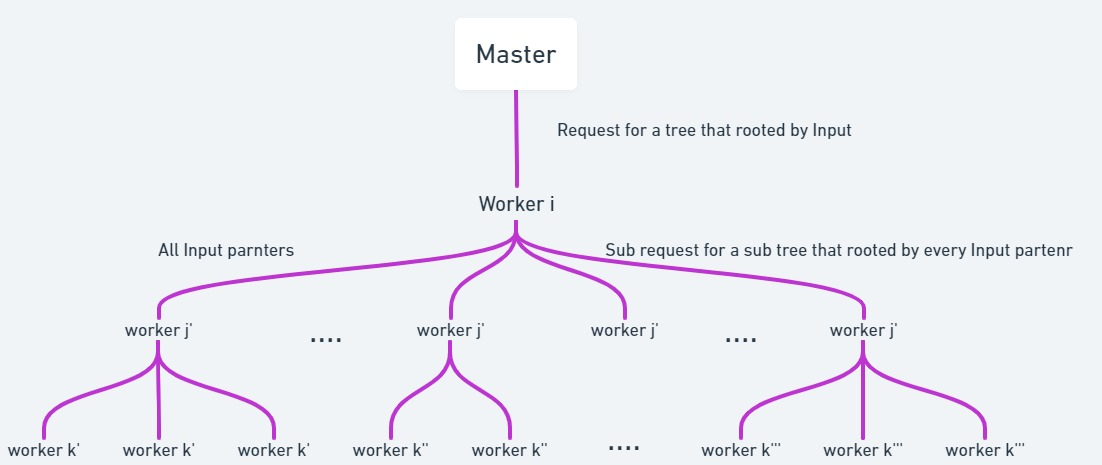 Master
Request for a tree that rooted by Input
Worker i
All Input parnters
Sub request for a sub tree that rooted by every Input partenr
worker j'
....
worker j'
worker j'
....
worker j'
worker k'
worker k'
worker k'
worker k''
worker k''
....
worker k'''
worker k'''
worker k'''